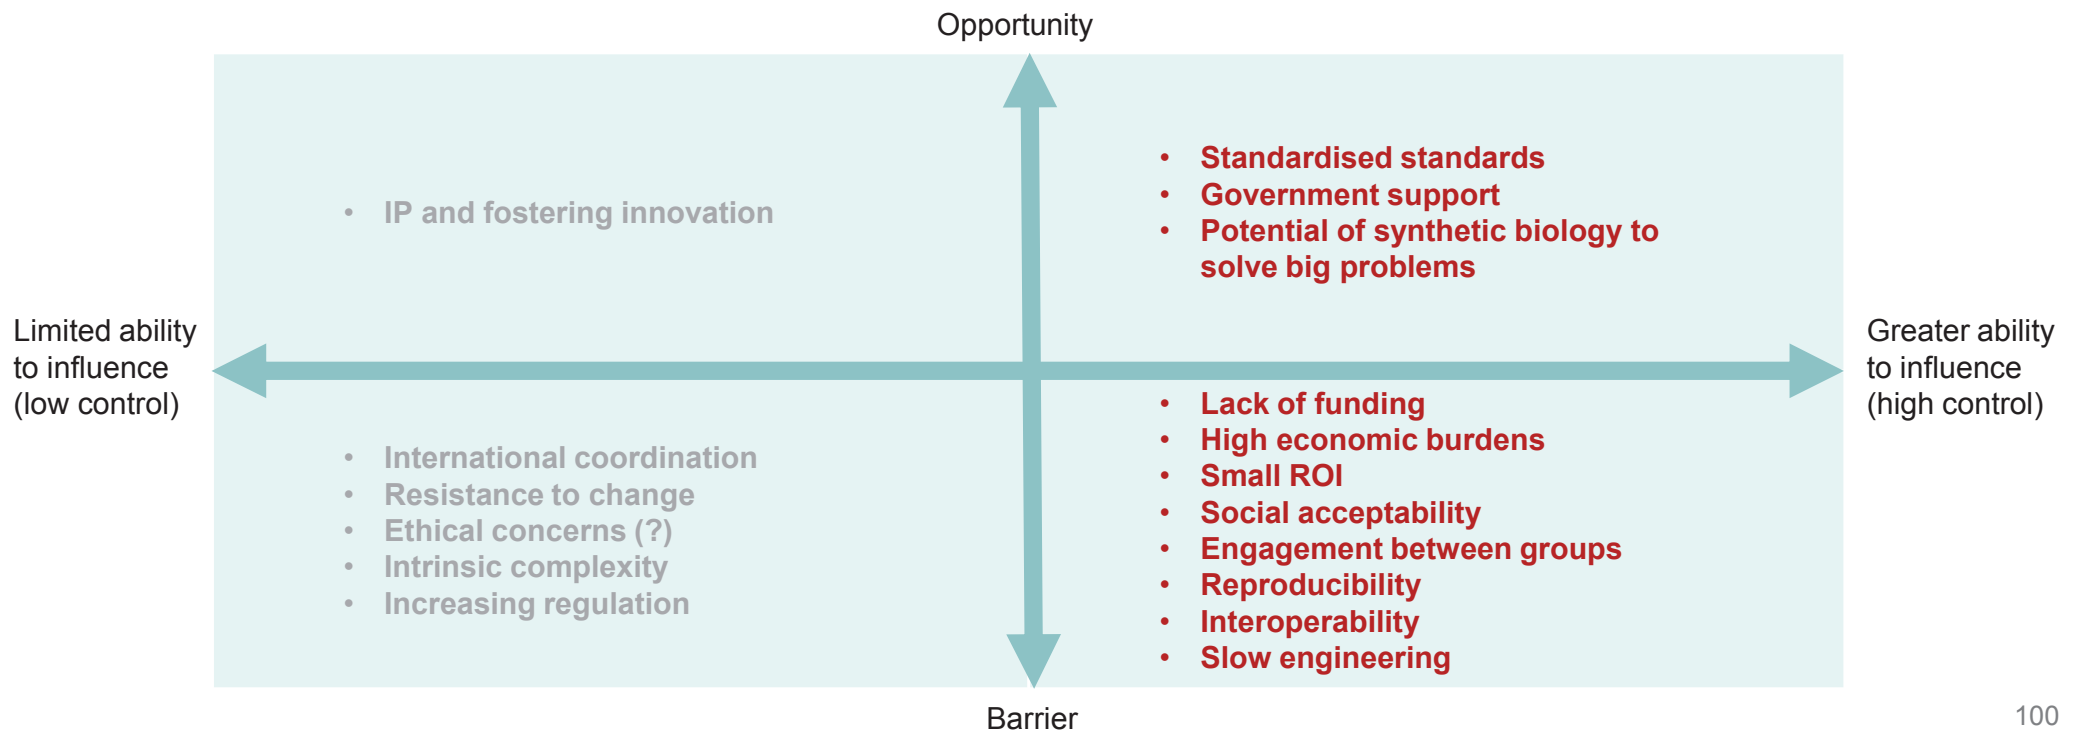 Opportunity
• IP and fostering innovation
• Standardised standards
• Government support
• Potential of synthetic biology to
solve big problems
Limited ability
to influence
(low control)
Greater ability
to influence
(high control)
• International coordination
• Resistance to change
• Ethical concerns (?)
• Intrinsic complexity
• Increasing regulation
• Lack of funding
• High economic burdens
• Small ROI
• Social acceptability
• Engagement between groups
• Reproducibility
• Interoperability
• Slow engineering
Barrier
100